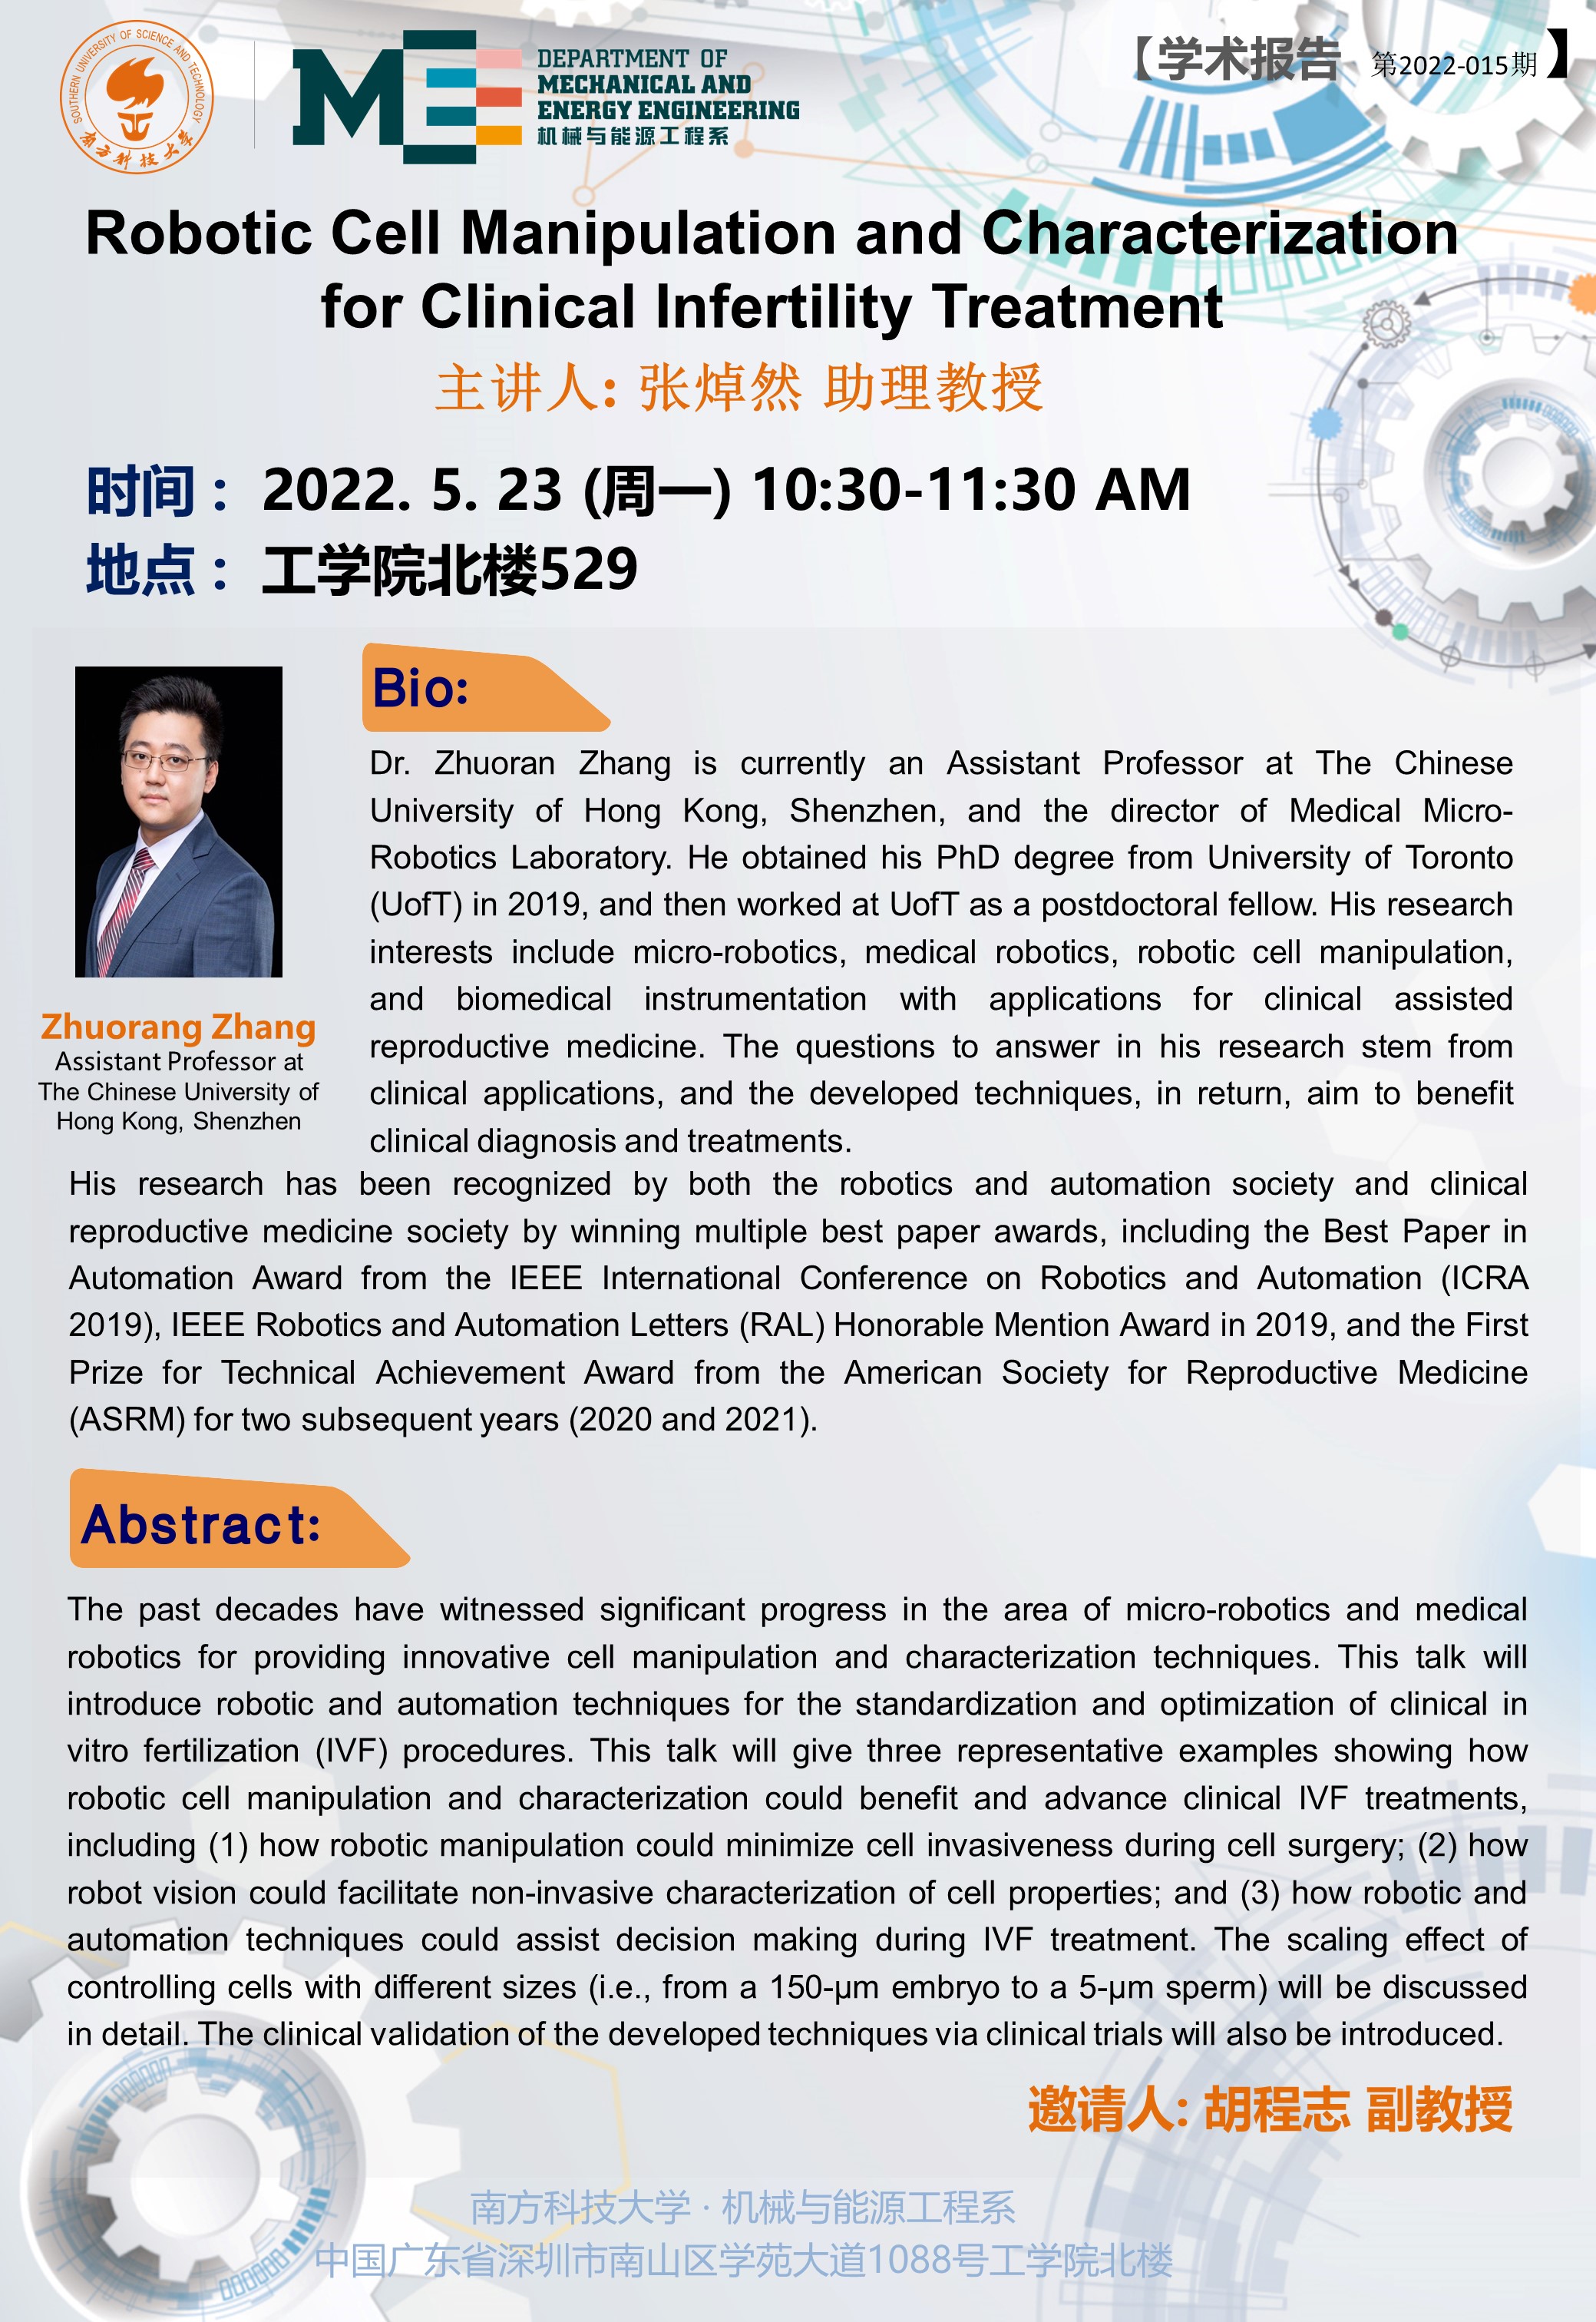 SOUTHERN UNIVERSITY OF SCIENCE AND TECHNOLOGY
南方科技大学
ME
DEPARTMENT OF
MECHANICAL AND
ENERGY ENGINEERING
机械与能源工程系
【学术报告 第2022-015期】
Robotic Cell Manipulation and Characterization
for Clinical Infertility Treatment
主讲人: 张焯然 助理教授
时间： 2022. 5. 23 (周一) 10:30-11:30 AM
地点： 工学院北楼529
Zhuorang Zhang
Assistant Professor at
The Chinese University of
Hong Kong, Shenzhen
Bio:
Dr. Zhuoran Zhang is currently an Assistant Professor at The Chinese
University of Hong Kong, Shenzhen, and the director of Medical Micro-
Robotics Laboratory. He obtained his PhD degree from University of Toronto
(UofT) in 2019, and then worked at UofT as a postdoctoral fellow. His research
interests include micro-robotics, medical robotics, robotic cell manipulation,
and biomedical instrumentation with applications for clinical assisted
reproductive medicine. The questions to answer in his research stem from
clinical applications, and the developed techniques, in return, aim to benefit
clinical diagnosis and treatments.
His research has been recognized by both the robotics and automation society and clinical
reproductive medicine society by winning multiple best paper awards, including the Best Paper in
Automation Award from the IEEE International Conference on Robotics and Automation (ICRA
2019), IEEE Robotics and Automation Letters (RAL) Honorable Mention Award in 2019, and the First
Prize for Technical Achievement Award from the American Society for Reproductive Medicine
(ASRM) for two subsequent years (2020 and 2021).
Abstract:
The past decades have witnessed significant progress in the area of micro-robotics and medical
robotics for providing innovative cell manipulation and characterization techniques. This talk will
introduce robotic and automation techniques for the standardization and optimization of clinical in
vitro fertilization (IVF) procedures. This talk will give three representative examples showing how
robotic cell manipulation and characterization could benefit and advance clinical IVF treatments,
including (1) how robotic manipulation could minimize cell invasiveness during cell surgery; (2) how
robot vision could facilitate non-invasive characterization of cell properties; and (3) how robotic and
automation techniques could assist decision making during IVF treatment. The scaling effect of
controlling cells with different sizes (i.e., from a 150-μm embryo to a 5-μm sperm) will be discussed
in detail. The clinical validation of the developed techniques via clinical trials will also be introduced.
邀请人: 胡程志 副教授
南方科技大学 · 机械与能源工程系
中国广东省深圳市南山区学苑大道1088号工学院北楼